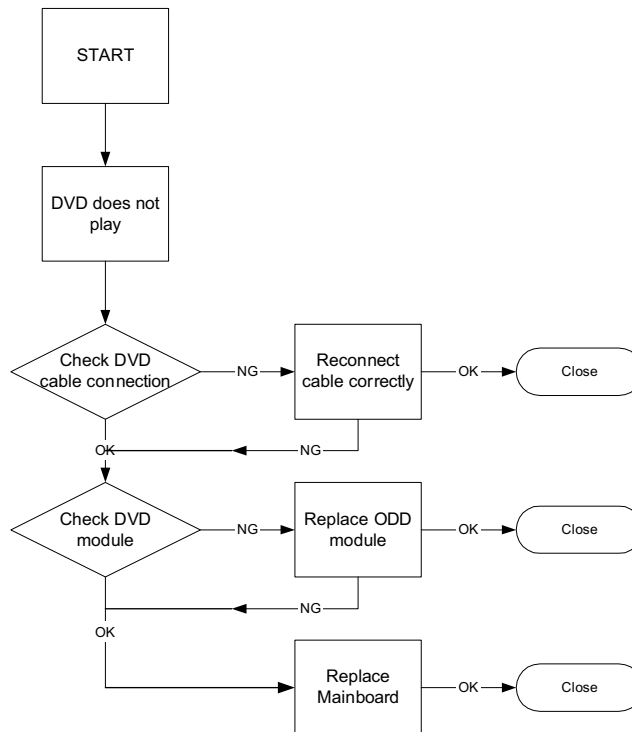 START
DVD does not
play
Check DVD
cable connection
NG
Reconnect
cable correctly
OK
Close
OK
NG
Check DVD
module
NG
Replace ODD
module
OK
Close
NG
OK
Replace
Mainboard
OK
Close